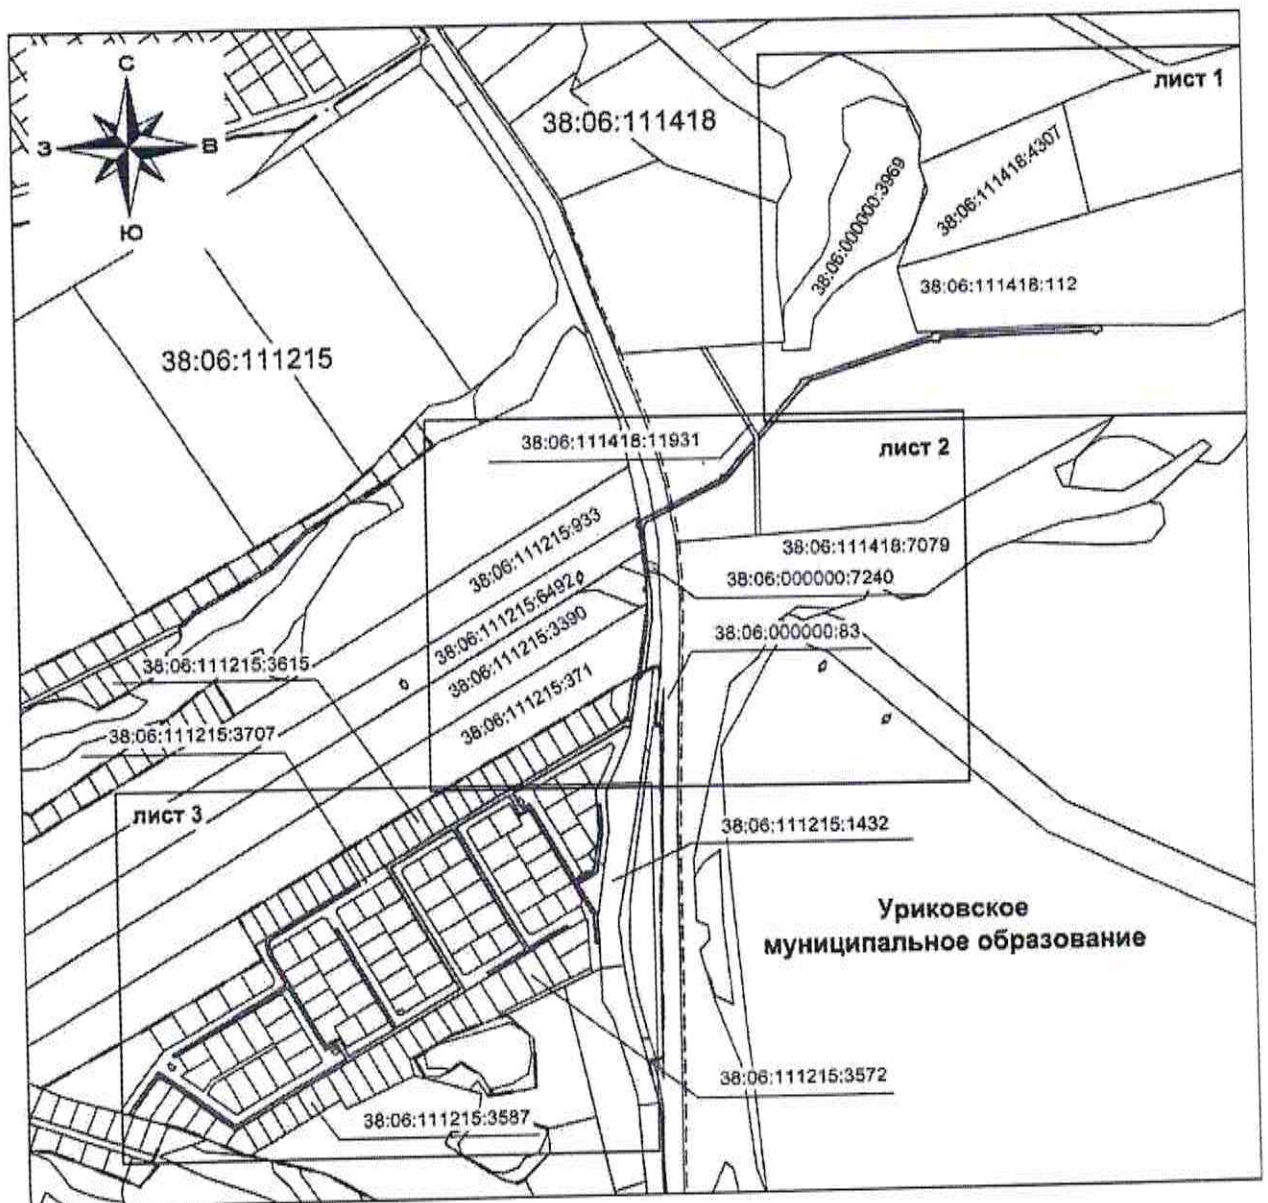 С
З
В
Ю
лист 1
38:06:111418
38:06:111418:4307
38:06:000000:3969
38:06:111418:112
38:06:111215
38:06:111418:11931
лист 2
38:06:111215:933
38:06:111418:7079
38:06:000000:7240
38:06:111215:6492
38:06:111215:3390
38:06:000000:83
38:06:111215:3615
38:06:111215:371
38:06:111215:3707
лист 3
38:06:111215:1432
Уриковское
муниципальное образование
38:06:111215:3572
38:06:111215:3587